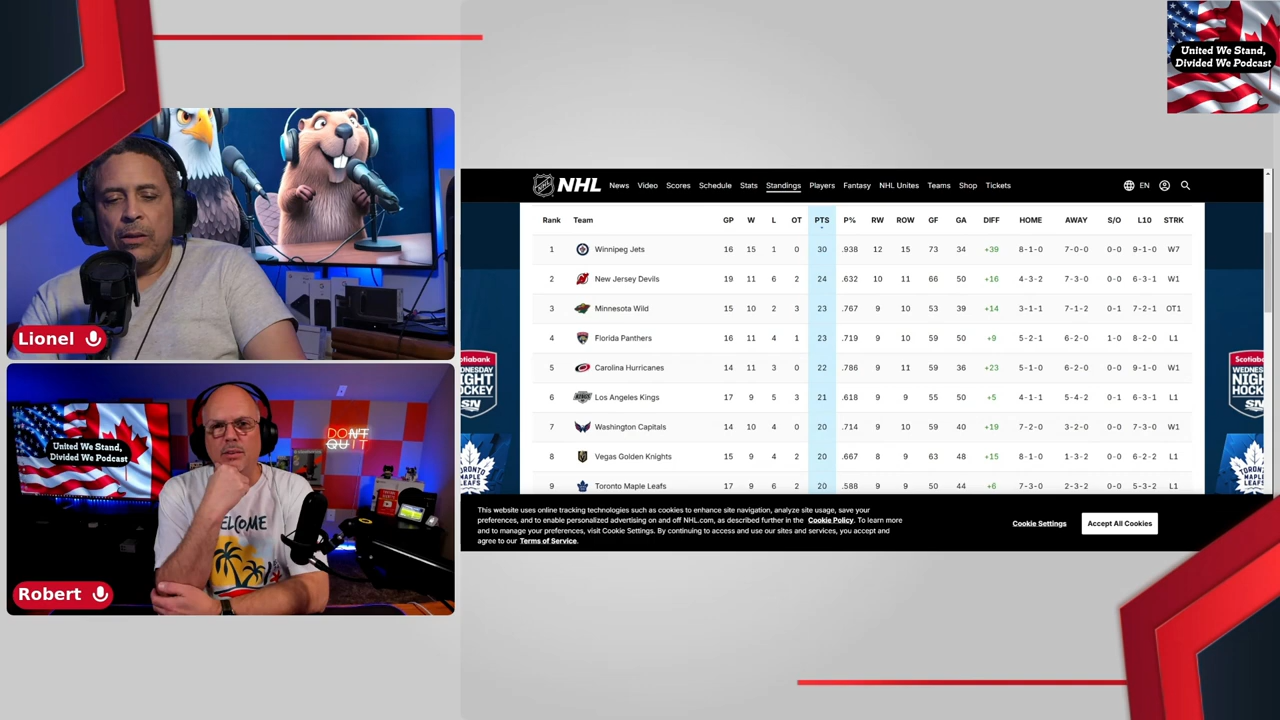 United We Stand,
Divided We Podcast
NHL News Video Scores Schedule Stats Standings Players Fantasy NHL Unites Teams Shop Tickets EN
Rank Team GP W L OT PTS P% RW ROW GF GA DIFF HOME AWAY S/O L10 STRK
1 Winnipeg Jets 16 15 1 0 30 .938 12 15 73 34 +39 8-1-0 7-0-0 0-0 9-1-0 W7
2 New Jersey Devils 19 11 6 2 24 .632 10 11 66 50 +16 4-3-2 7-3-0 0-0 6-3-1 W1
3 Minnesota Wild 15 10 2 3 23 .767 9 10 53 39 +14 3-1-1 7-1-2 0-1 7-2-1 OT1
4 Florida Panthers 16 11 4 1 23 .719 9 10 59 50 +9 5-2-1 6-2-0 1-0 8-2-0 L1
5 Carolina Hurricanes 14 11 3 0 22 .786 9 11 59 36 +23 5-1-0 6-2-0 0-0 9-1-0 W1
6 Los Angeles Kings 17 9 5 3 21 .618 9 9 55 50 +5 4-1-1 5-4-2 0-1 6-3-1 L1
7 Washington Capitals 14 10 4 0 20 .714 9 10 59 40 +19 7-2-0 3-2-0 0-0 7-3-0 W1
8 Vegas Golden Knights 15 9 4 2 20 .667 8 9 63 48 +15 8-1-0 1-3-2 0-0 6-2-2 L1
9 Toronto Maple Leafs 17 9 6 2 20 .588 9 9 50 44 +6 7-3-0 2-3-2 0-0 5-3-2 L1
This website uses online tracking technologies such as cookies to enhance site navigation, analyze site usage, save your
preferences, and to enable personalized advertising on and off NHL.com, as described further in the Cookie Policy. To learn more
and to manage your preferences, visit Cookie Settings. By continuing to access and use our sites and services, you accept and
agree to our Terms of Service.
Cookie Settings
Accept All Cookies
Scotiabank
WEDNESDAY
NIGHT
HOCKEY
SN
TORONTO
MAPLE
LEAFS
Lionel
United We Stand,
Divided We Podcast
DON'T
QUIT
WELCOME
Robert